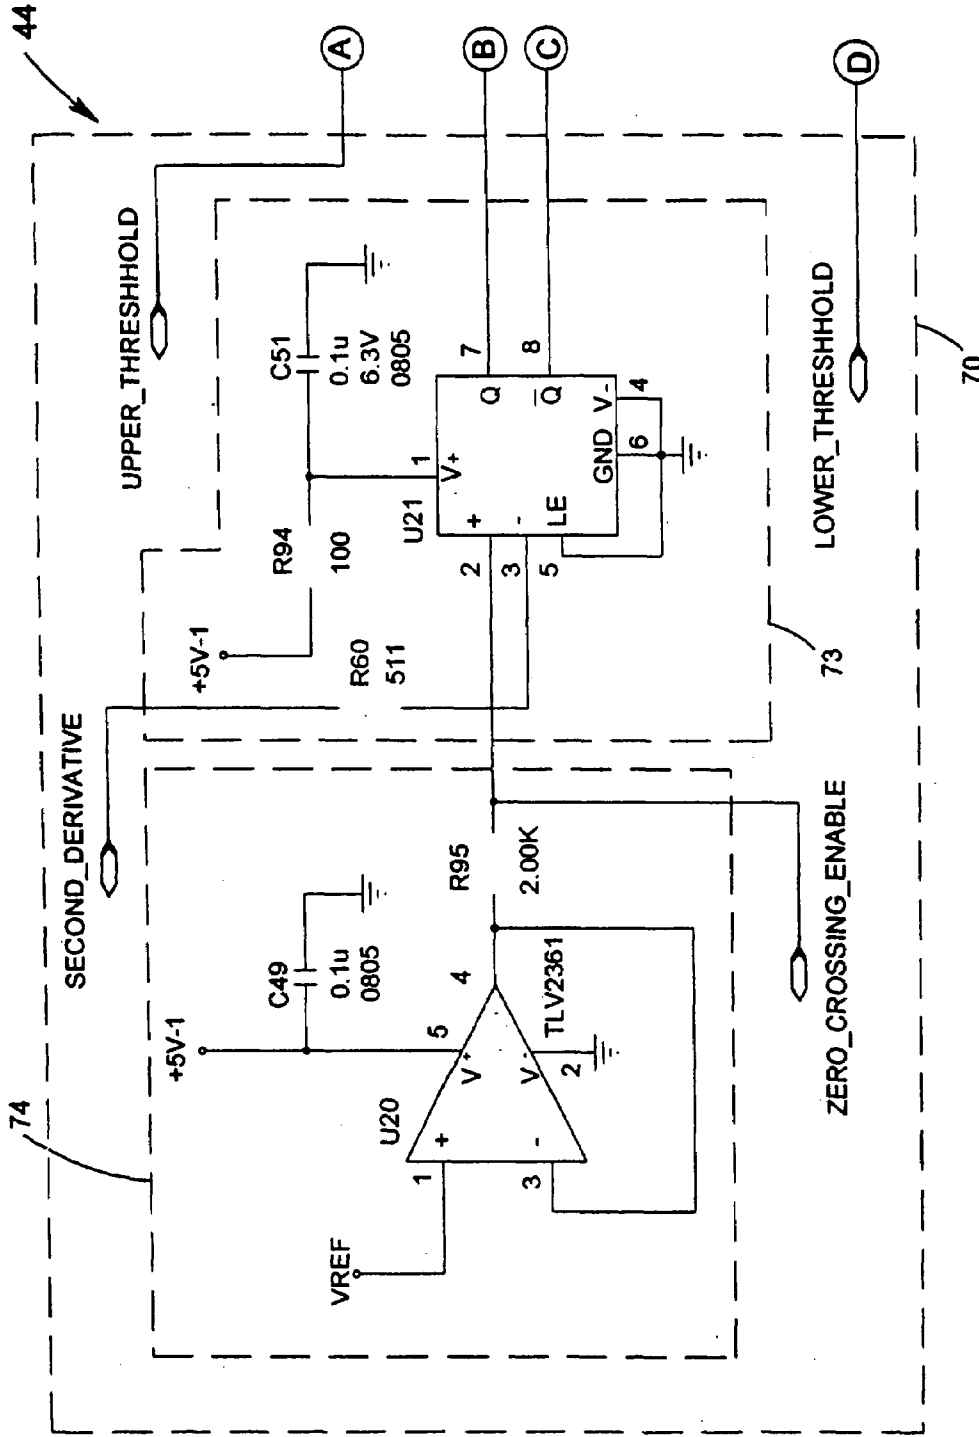 44
A
B
C
D
UPPER_THRESHHOLD
C51
0.1u
6.3V
0805
R94
100
+5V-1
1
V+
U21
+
-
LE
2
3
5
Q
7
Q
8
GND
V-
6
4
R60
511
SECOND_DERIVATIVE
LOWER_THRESHHOLD
70
73
74
+5V-1
C49
0.1u
0805
R95
2.00K
U20
V+
5
V-
2
4
TLV2361
+
-
1
3
VREF
ZERO_CROSSING_ENABLE